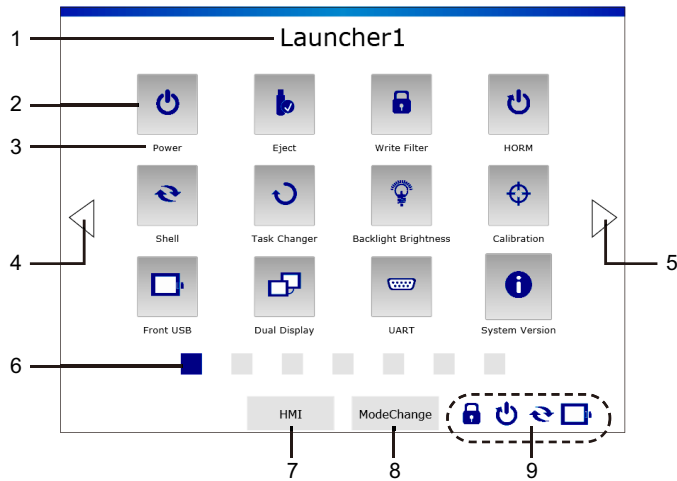 1 Launcher1
2
3 Power Eject Write Filter HORM
Shell Task Changer Backlight Brightness Calibration
4 5
Front USB Dual Display UART System Version
6
HMI ModeChange
7 8 9